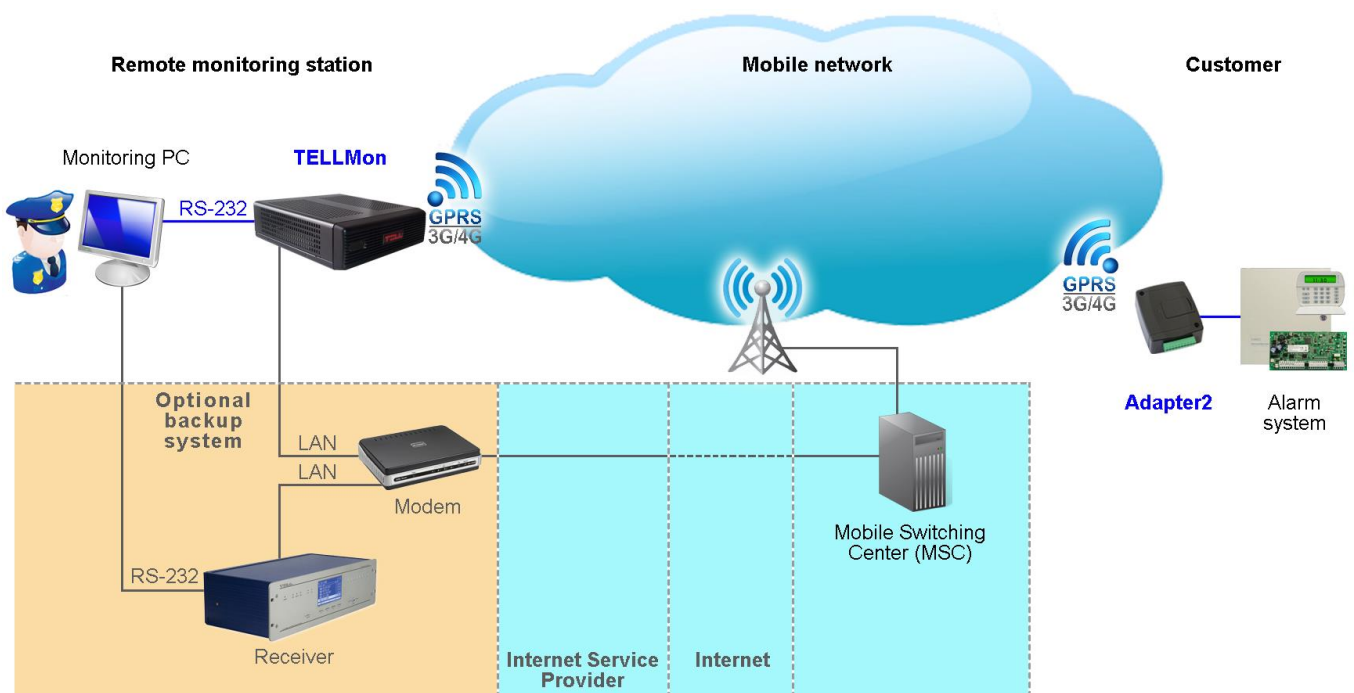 Remote monitoring station
Mobile network
Customer
Monitoring PC
TELLMon
RS-232
GPRS
3G/4G
GPRS
3G/4G
Adapter2
Alarm
system
Optional
backup
system
LAN
LAN
Modem
Mobile Switching
Center (MSC)
RS-232
Receiver
Internet Service
Provider
Internet